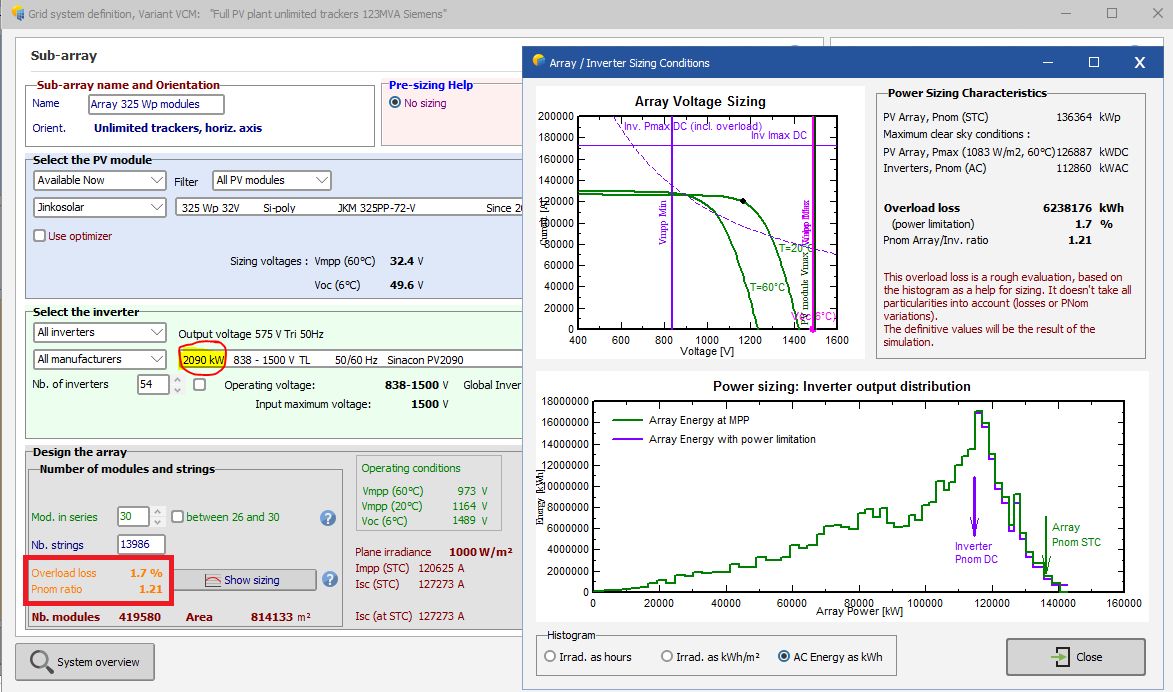 Grid system definition, Variant VCM: "Full PV plant unlimited trackers 123MVA Siemens"
Sub-array
Sub-array name and Orientation
Name Array 325 Wp modules
Orient. Unlimited trackers, horiz. axis
Pre-sizing Help
No sizing
Select the PV module
Available Now Filter All PV modules
Jinkosolar 325 Wp 32V Si-poly JKM 325PP-72-V Since 20
Use optimizer
Sizing voltages : Vmpp (60°C) 32.4 V
Voc (6°C) 49.6 V
Select the inverter
All inverters Output voltage 575 V Tri 50Hz
All manufacturers 2090 kW 838 - 1500 V TL 50/60 Hz Sinacon PV2090
Nb. of inverters 54 Operating voltage: 838-1500 V Global Inver
Input maximum voltage: 1500 V
Design the array
Number of modules and strings
Mod. in series 30 between 26 and 30 ?
Nb. strings 13986
Overload loss 1.7 %
Pnom ratio 1.21
Show sizing ?
Nb. modules 419580 Area 814133 m²
Operating conditions
Vmpp (60°C) 973 V
Vmpp (20°C) 1164 V
Voc (6°C) 1489 V
Plane irradiance 1000 W/m²
Impp (STC) 120625 A
Isc (STC) 127273 A
Isc (at STC) 127273 A
System overview
Array / Inverter Sizing Conditions
Array Voltage Sizing
200000
180000
160000
140000
120000
100000
80000
60000
40000
20000
0
400 600 800 1000 1200 1400 1600
Voltage [V]
Inv. Pmax DC (incl. overload)
Inv Imax DC
Vmpp Min
T=20°C
T=60°C
Power Sizing Characteristics
PV Array, Pnom (STC) 136364 kWp
Maximum clear sky conditions :
PV Array, Pmax (1083 W/m2, 60°C) 126887 kWDC
Inverters, Pnom (AC) 112860 kWAC
Overload loss 6238176 kWh
(power limitation) 1.7 %
Pnom Array/Inv. ratio 1.21
This overload loss is a rough evaluation, based on
the histogram as a help for sizing. It doesn't take all
particularities into account (losses or PNom
variations).
The definitive values will be the result of the
simulation.
Power sizing: Inverter output distribution
18000000
16000000
14000000
12000000
10000000
8000000
6000000
4000000
2000000
0
Energy [kWh]
Array Energy at MPP
Array Energy with power limitation
Inverter
Pnom DC
Array
Pnom STC
0 20000 40000 60000 80000 100000 120000 140000 160000
Array Power [kW]
Histogram
Irrad. as hours Irrad. as kWh/m² AC Energy as kWh
Close